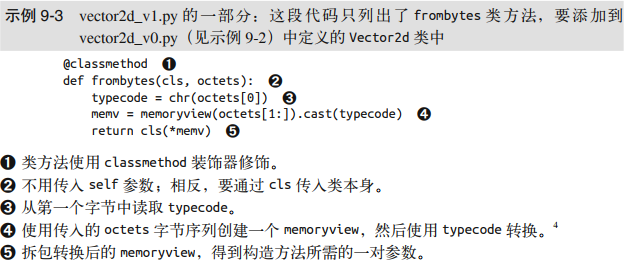 示例 9-3 vector2d_v1.py 的一部分：这段代码只列出了 frombytes 类方法，要添加到
vector2d_v0.py（见示例 9-2）中定义的 Vector2d 类中
@classmethod ❶
def frombytes(cls, octets): ❷
typecode = chr(octets[0]) ❸
memv = memoryview(octets[1:]).cast(typecode) ❹
return cls(*memv) ❺
❶ 类方法使用 classmethod 装饰器修饰。
❷ 不用传入 self 参数；相反，要通过 cls 传入类本身。
❸ 从第一个字节中读取 typecode。
❹ 使用传入的 octets 字节序列创建一个 memoryview，然后使用 typecode 转换。4
❺ 拆包转换后的 memoryview，得到构造方法所需的一对参数。